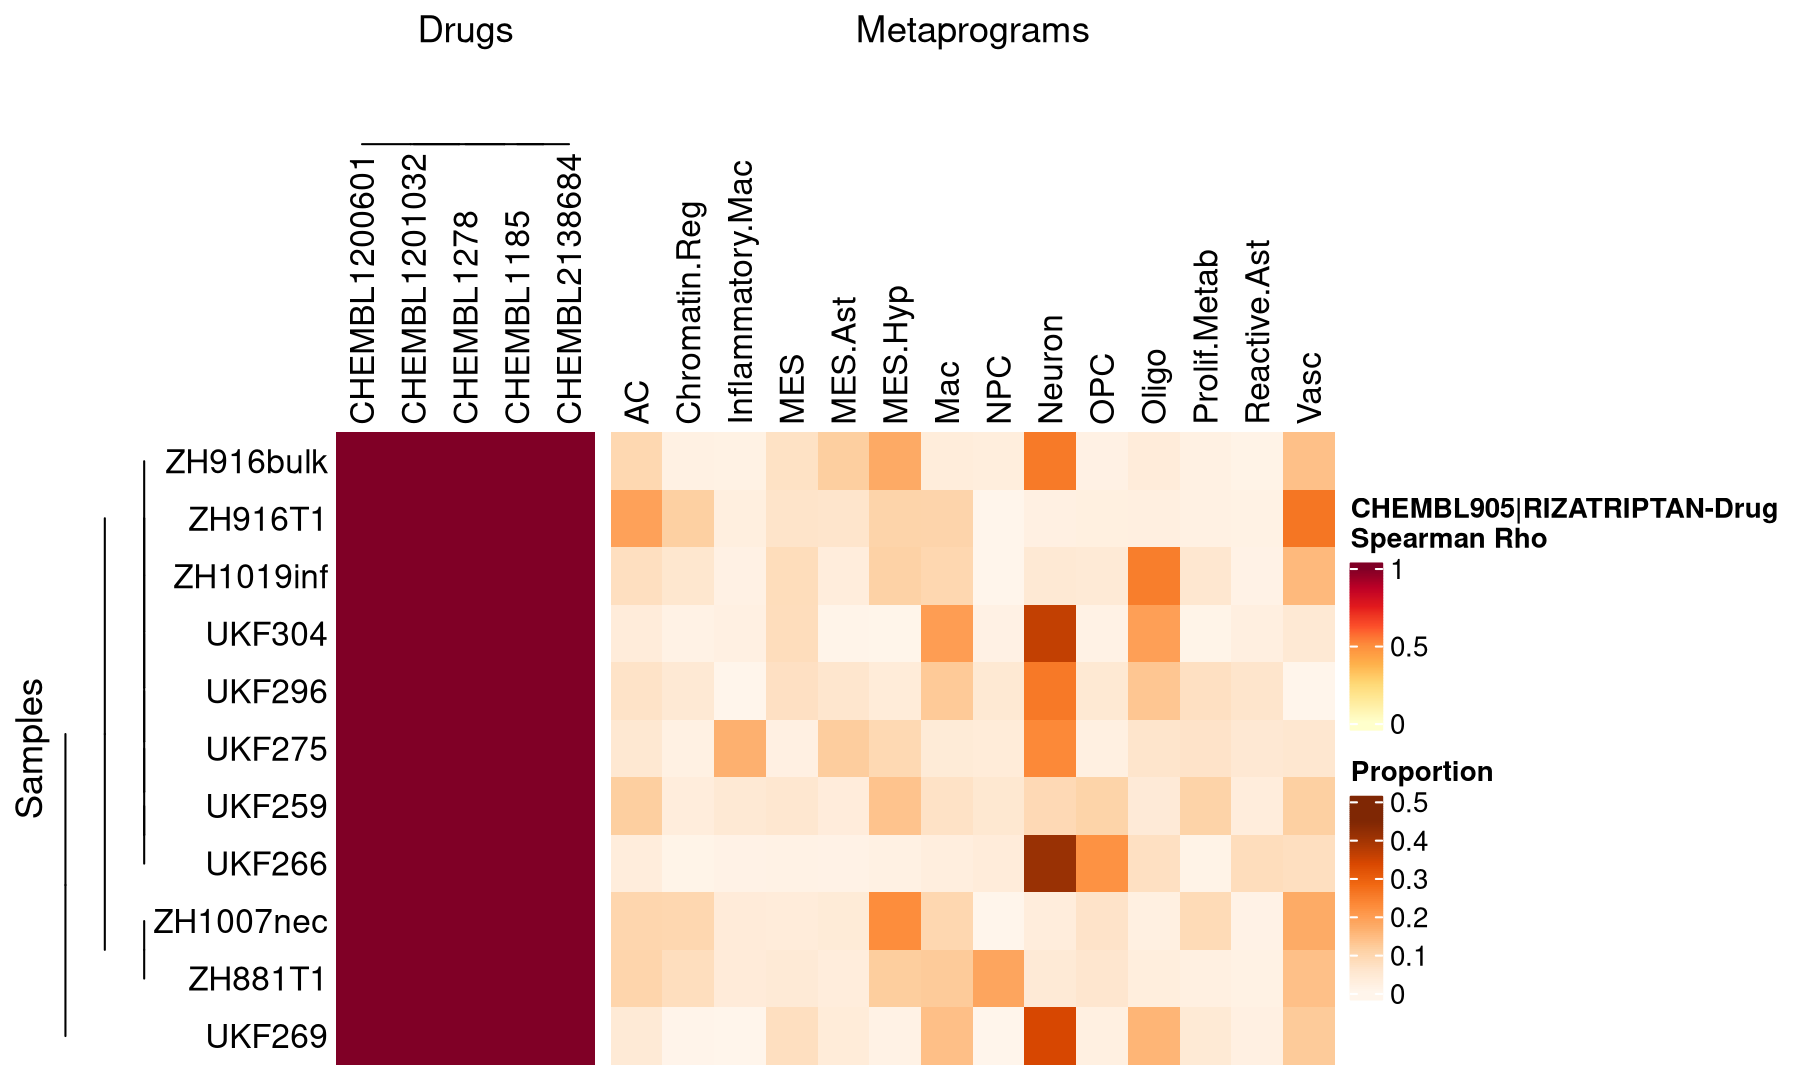 Drugs
Metaprograms
CHEMBL1200601
CHEMBL1201032
CHEMBL1278
CHEMBL1185
CHEMBL2138684
AC
Chromatin.Reg
Inflammatory.Mac
MES
MES.Ast
MES.Hyp
Mac
NPC
Neuron
OPC
Oligo
Prolif.Metab
Reactive.Ast
Vasc
Samples
ZH916bulk
ZH916T1
ZH1019inf
UKF304
UKF296
UKF275
UKF259
UKF266
ZH1007nec
ZH881T1
UKF269
CHEMBL905|RIZATRIPTAN-Drug
Spearman Rho
1
0.5
0
Proportion
0.5
0.4
0.3
0.2
0.1
0